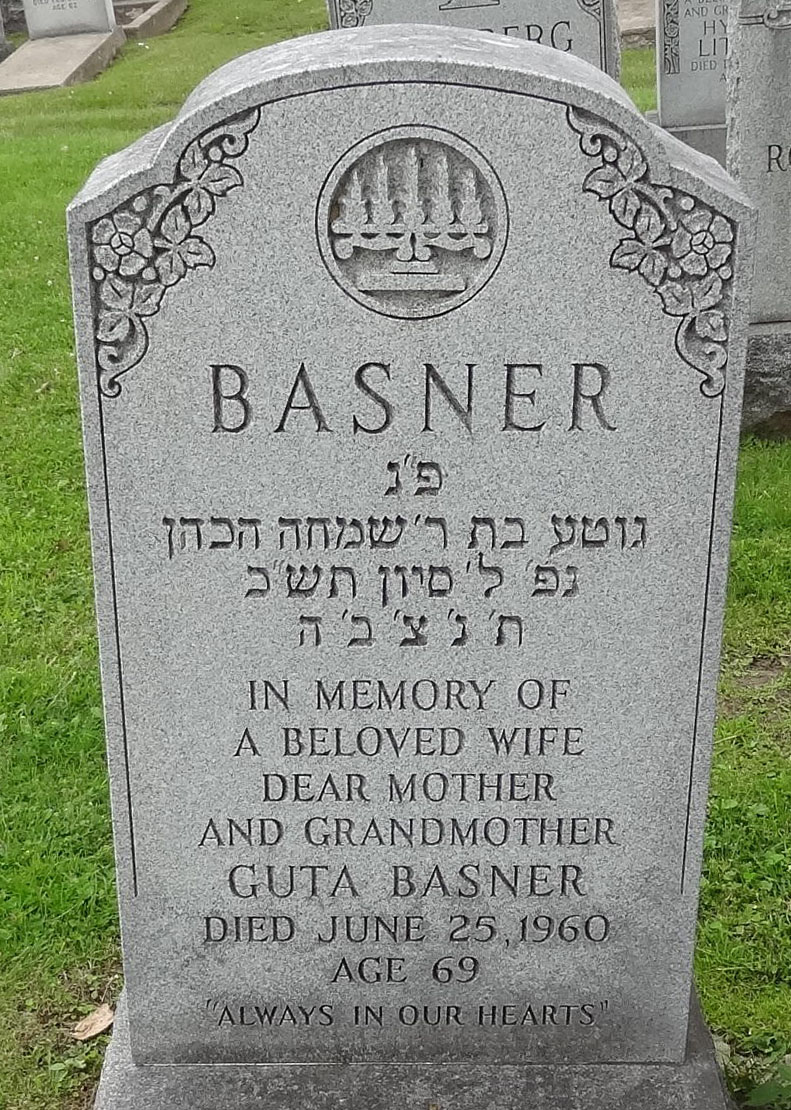 BASNER
פ"נ
גוטע בת ר' שמחה הכהן
נפ' ל' סיון תש"כ
ת' נ' צ' ב' ה
IN MEMORY OF
A BELOVED WIFE
DEAR MOTHER
AND GRANDMOTHER
GUTA BASNER
DIED JUNE 25, 1960
AGE 69
"ALWAYS IN OUR HEARTS"